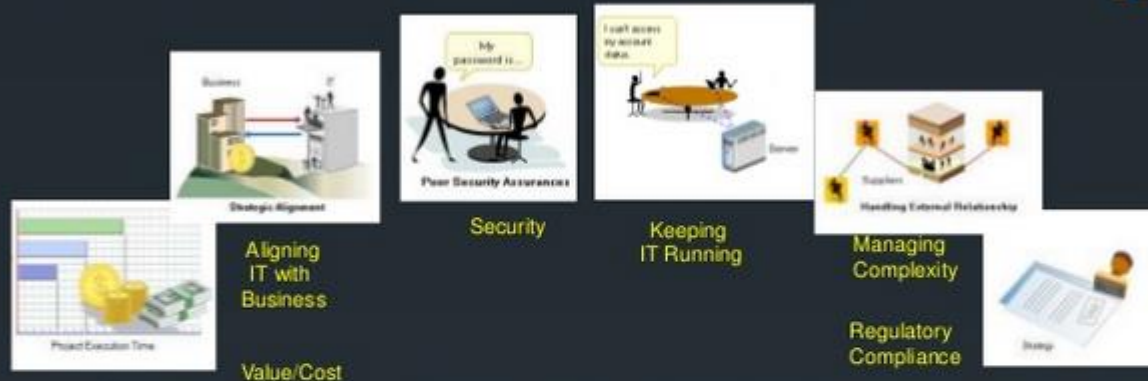 My
password is...
I can't access
my account
status.
Business
IT
Server
Suppliers
Poor Security Assurances
Strategic Alignment
Handling External Relationship
Security
Keeping
IT Running
Managing
Complexity
Aligning
IT with
Business
Project Execution Time
Regulatory
Compliance
Value/Cost